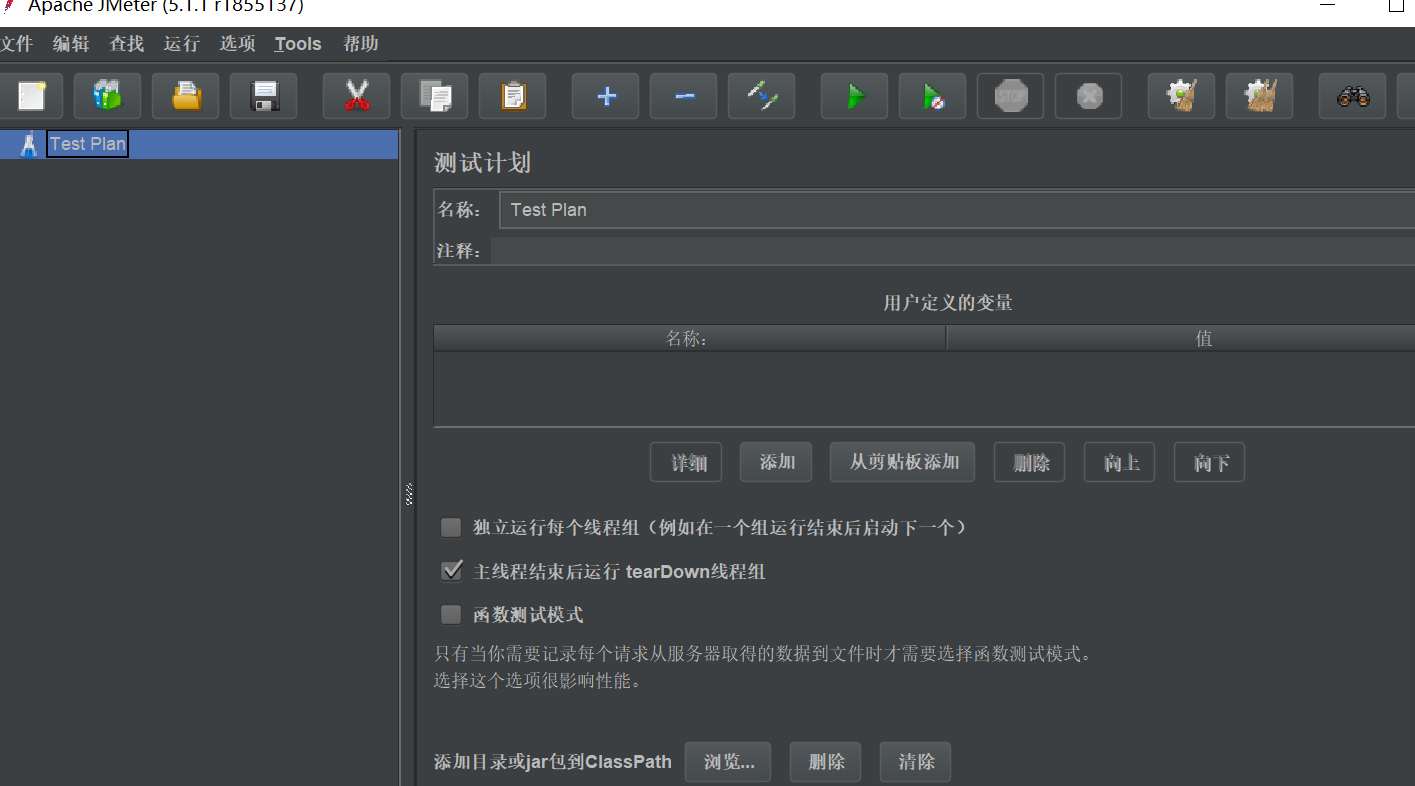 Apache JMeter (5.1.1 r1855137)
文件 编辑 查找 运行 选项 Tools 帮助
STOP
Test Plan
测试计划
名称： Test Plan
注释：
用户定义的变量
名称： 值
详细 添加 从剪贴板添加 删除 向上 向下
独立运行每个线程组（例如在一个组运行结束后启动下一个）
主线程结束后运行 tearDown线程组
函数测试模式
只有当你需要记录每个请求从服务器取得的数据到文件时才需要选择函数测试模式。
选择这个选项很影响性能。
添加目录或jar包到ClassPath 浏览... 删除 清除